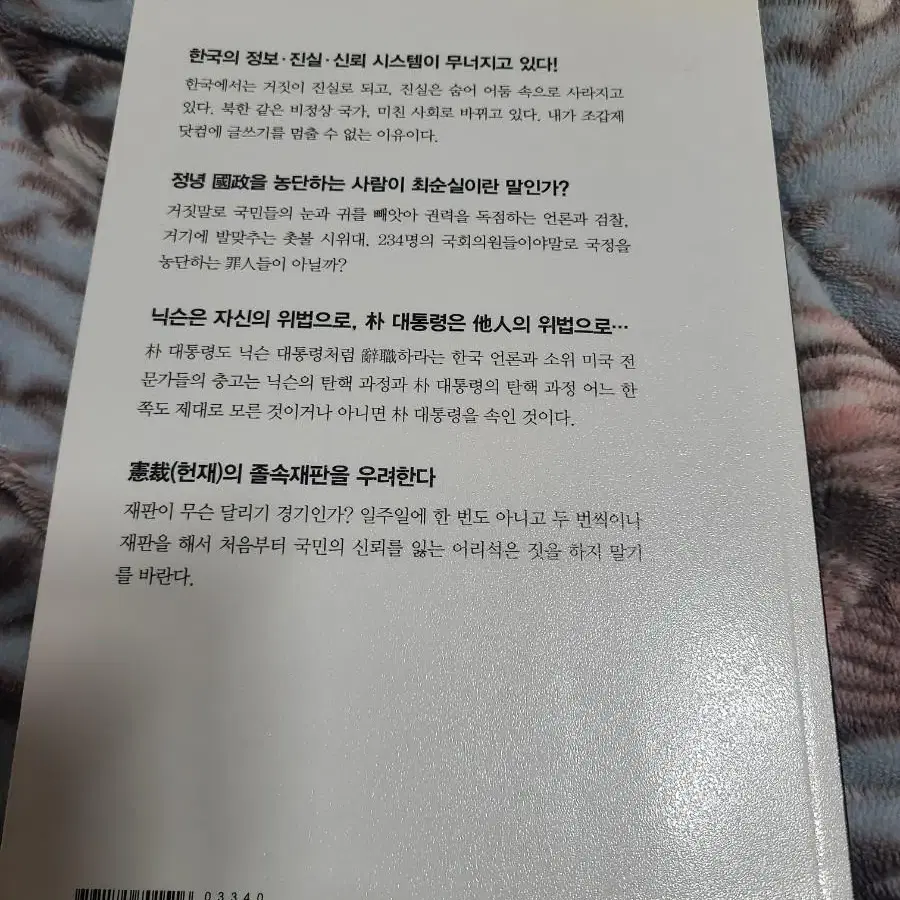 한국의 정보·진실·신뢰 시스템이 무너지고 있다!
한국에서는 거짓이 진실로 되고, 진실은 숨어 어둠 속으로 사라지고
있다. 북한 같은 비정상 국가, 미친 사회로 바뀌고 있다. 내가 조갑제
닷컴에 글쓰기를 멈출 수 없는 이유이다.
정녕 國政을 농단하는 사람이 최순실이란 말인가?
거짓말로 국민들의 눈과 귀를 빼앗아 권력을 독점하는 언론과 검찰,
거기에 발맞추는 촛불 시위대, 234명의 국회의원들이야말로 국정을
농단하는 罪人들이 아닐까?
닉슨은 자신의 위법으로, 朴 대통령은 他人의 위법으로…
朴 대통령도 닉슨 대통령처럼 辭職하라는 한국 언론과 소위 미국 전
문가들의 충고는 닉슨의 탄핵 과정과 朴 대통령의 탄핵 과정 어느 한
쪽도 제대로 모른 것이거나 아니면 朴 대통령을 속인 것이다.
憲裁(헌재)의 졸속재판을 우려한다
재판이 무슨 달리기 경기인가? 일주일에 한 번도 아니고 두 번씩이나
재판을 해서 처음부터 국민의 신뢰를 잃는 어리석은 짓을 하지 말기
를 바란다.
03340